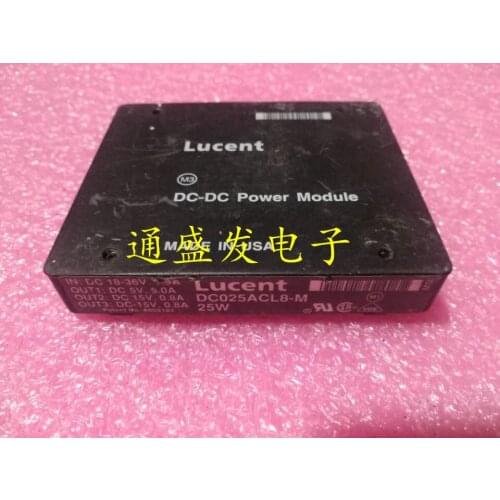 Lucent
M3
DC-DC Power Module
MADE IN USA
通盛发电子
IN: DC 18-36V
OUT1: DC 5V, 5.0A
OUT2: DC 15V, 0.8A
OUT3: DC-15V, 0.8A
Lucent
DC025ACL8-M
25W